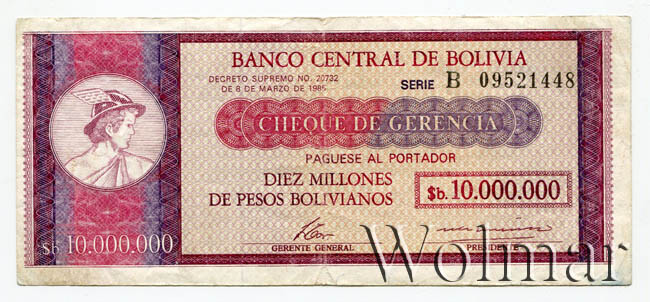 BANCO CENTRAL DE BOLIVIA
DECRETO SUPREMO NO. 20732
DE 8 DE MARZO DE 1985
SERIE B 09521448
CHEQUE DE GERENCIA
PAGUESE AL PORTADOR
DIEZ MILLONES
DE PESOS BOLIVIANOS
$b. 10.000.000
$b 10.000.000
GERENTE GENERAL
PRESIDENTE
Wolmar